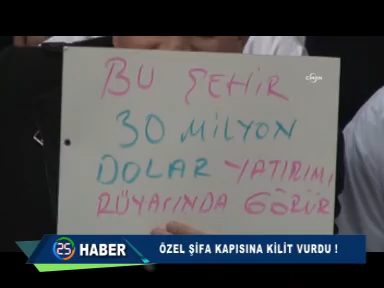 BU ŞEHİR
30 MİLYON
DOLAR YATIRIMI
RÜYASINDA GÖRÜR
25 HABER
ÖZEL ŞİFA KAPISINA KİLİT VURDU !